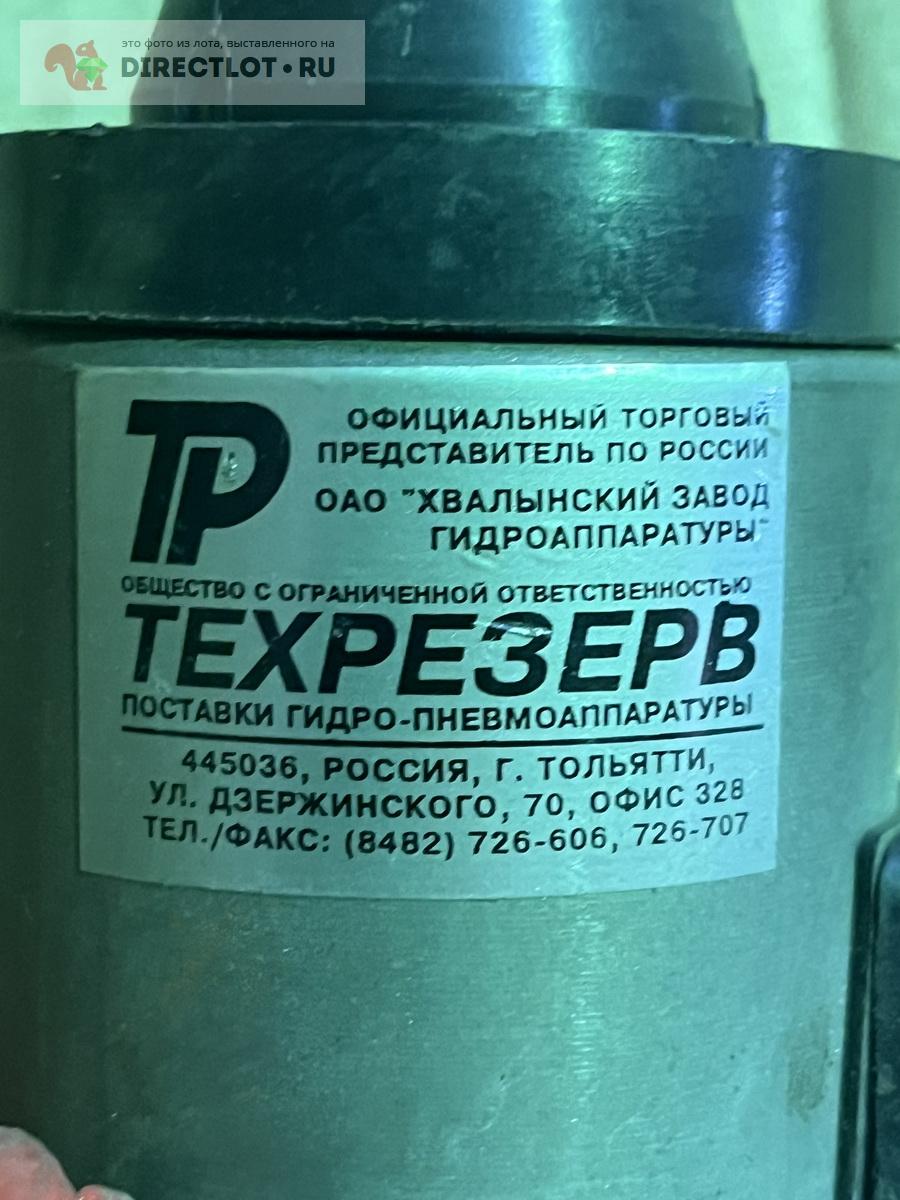 это фото из лота, выставленного на
DIRECTLOT•RU
ТР
ОФИЦИАЛЬНЫЙ ТОРГОВЫЙ
ПРЕДСТАВИТЕЛЬ ПО РОССИИ
ОАО "ХВАЛЫНСКИЙ ЗАВОД
ГИДРОАППАРАТУРЫ"
ОБЩЕСТВО С ОГРАНИЧЕННОЙ ОТВЕТСТВЕННОСТЬЮ
ТЕХРЕЗЕРВ
ПОСТАВКИ ГИДРО-ПНЕВМОАППАРАТУРЫ
445036, РОССИЯ, Г. ТОЛЬЯТТИ,
УЛ. ДЗЕРЖИНСКОГО, 70, ОФИС 328
ТЕЛ./ФАКС: (8482) 726-606, 726-707